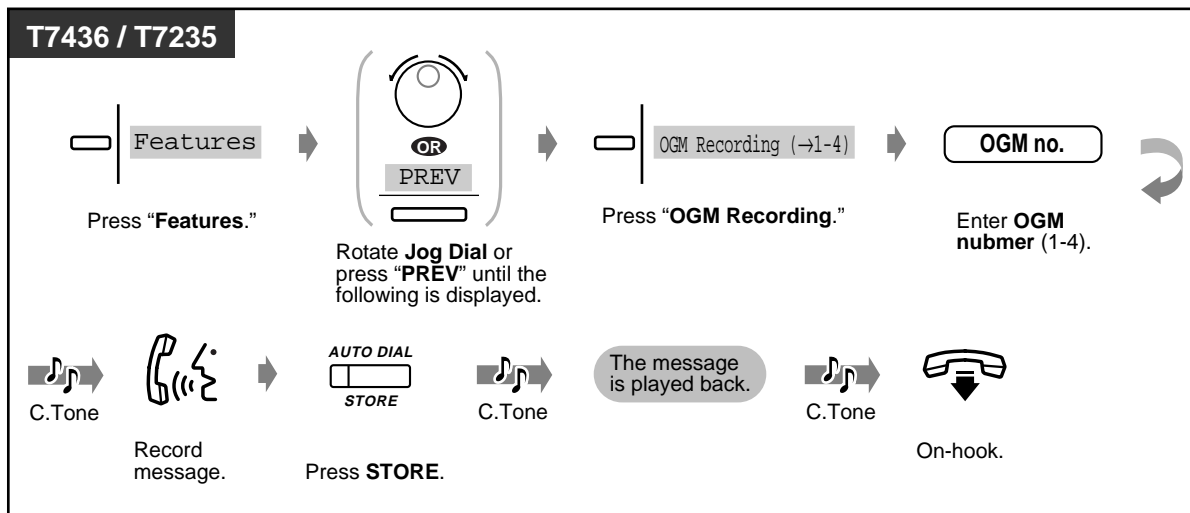 T7436 / T7235
Features
OR
PREV
OGM Recording (→1-4)
OGM no.
Press “Features.”
Rotate Jog Dial or
press “PREV” until the
following is displayed.
Press “OGM Recording.”
Enter OGM
nubmer (1-4).
C.Tone
Record
message.
AUTO DIAL
STORE
Press STORE.
C.Tone
The message
is played back.
C.Tone
On-hook.